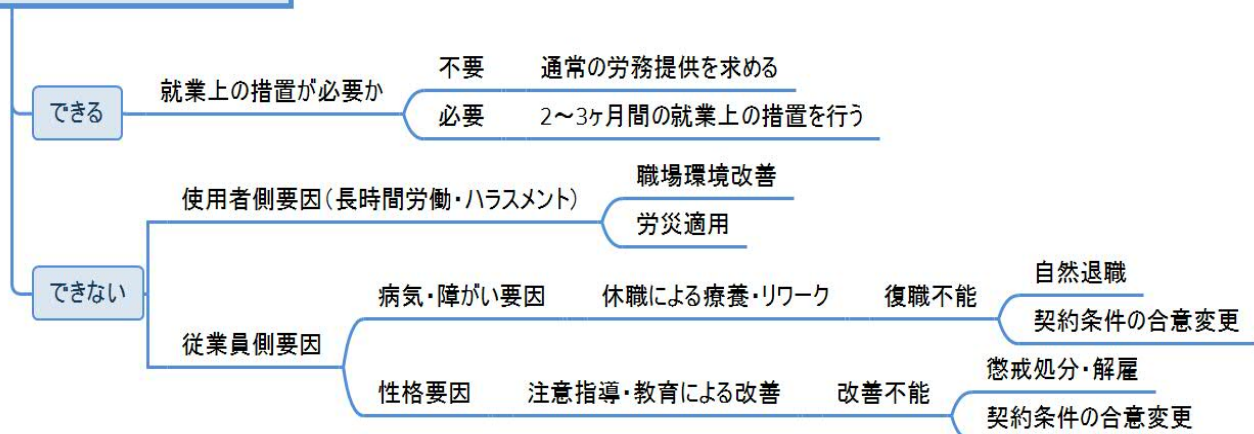 できる
就業上の措置が必要か
不要
通常の労務提供を求める
必要
2～3ヶ月間の就業上の措置を行う
できない
使用者側要因（長時間労働・ハラスメント）
職場環境改善
労災適用
従業員側要因
病気・障がい要因
休職による療養・リワーク
復職不能
自然退職
契約条件の合意変更
性格要因
注意指導・教育による改善
改善不能
懲戒処分・解雇
契約条件の合意変更